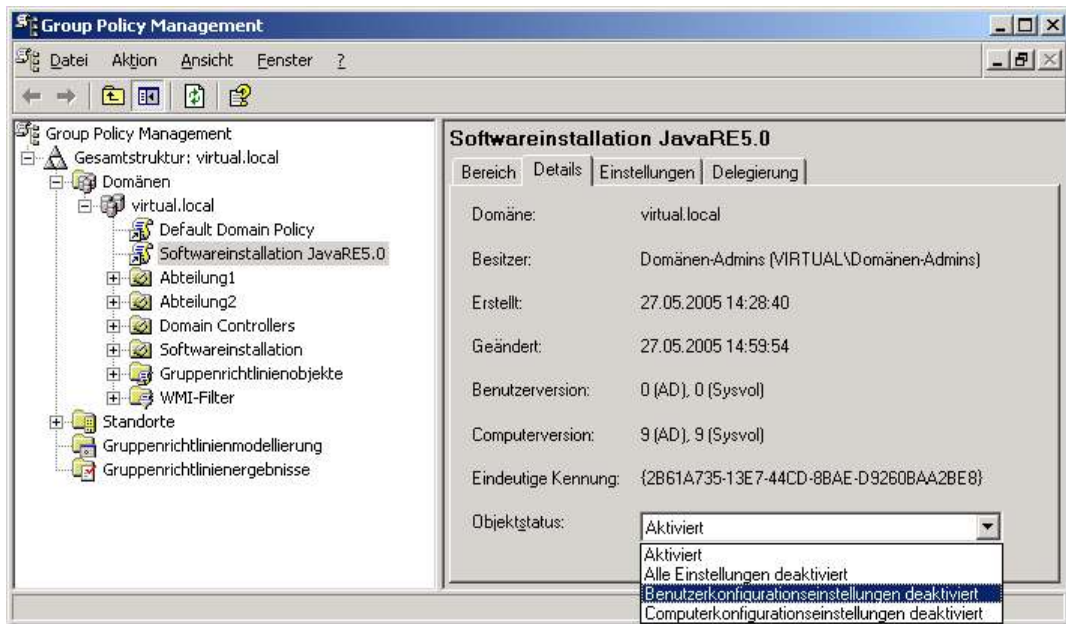 Group Policy Management
Datei Aktion Ansicht Fenster ?
Group Policy Management
Gesamtstruktur: virtual.local
Domänen
virtual.local
Default Domain Policy
Softwareinstallation JavaRE5.0
Abteilung1
Abteilung2
Domain Controllers
Softwareinstallation
Gruppenrichtlinienobjekte
WMI-Filter
Standorte
Gruppenrichtlinienmodellierung
Gruppenrichtlinienergebnisse
Softwareinstallation JavaRE5.0
Bereich Details Einstellungen Delegierung
Domäne: virtual.local
Besitzer: Domänen-Admins (VIRTUAL\Domänen-Admins)
Erstellt: 27.05.2005 14:28:40
Geändert: 27.05.2005 14:59:54
Benutzerversion: 0 (AD), 0 (Sysvol)
Computerversion: 9 (AD), 9 (Sysvol)
Eindeutige Kennung: {2B61A735-13E7-44CD-8BAE-D9260BAA2BE8}
Objektstatus: Aktiviert
Aktiviert
Alle Einstellungen deaktiviert
Benutzerkonfigurationseinstellungen deaktiviert
Computerkonfigurationseinstellungen deaktiviert